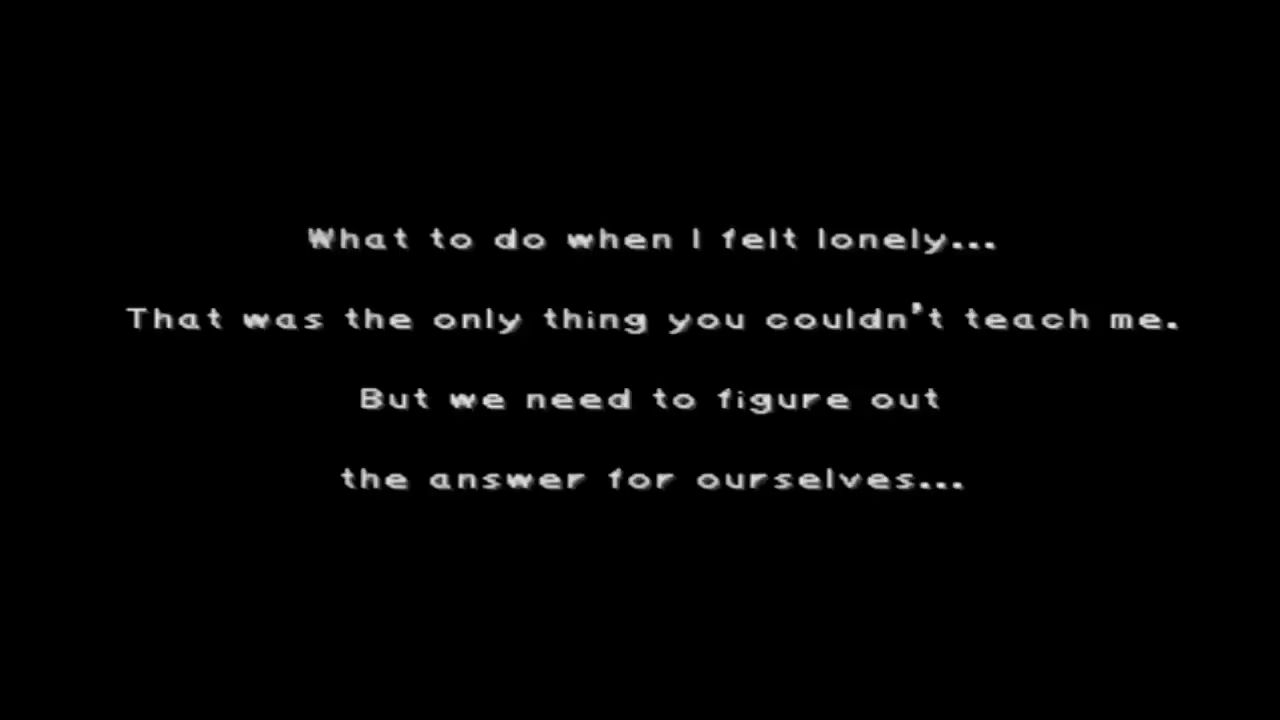 What to do when I felt lonely...
That was the only thing you couldn't teach me.
But we need to figure out
the answer for ourselves...